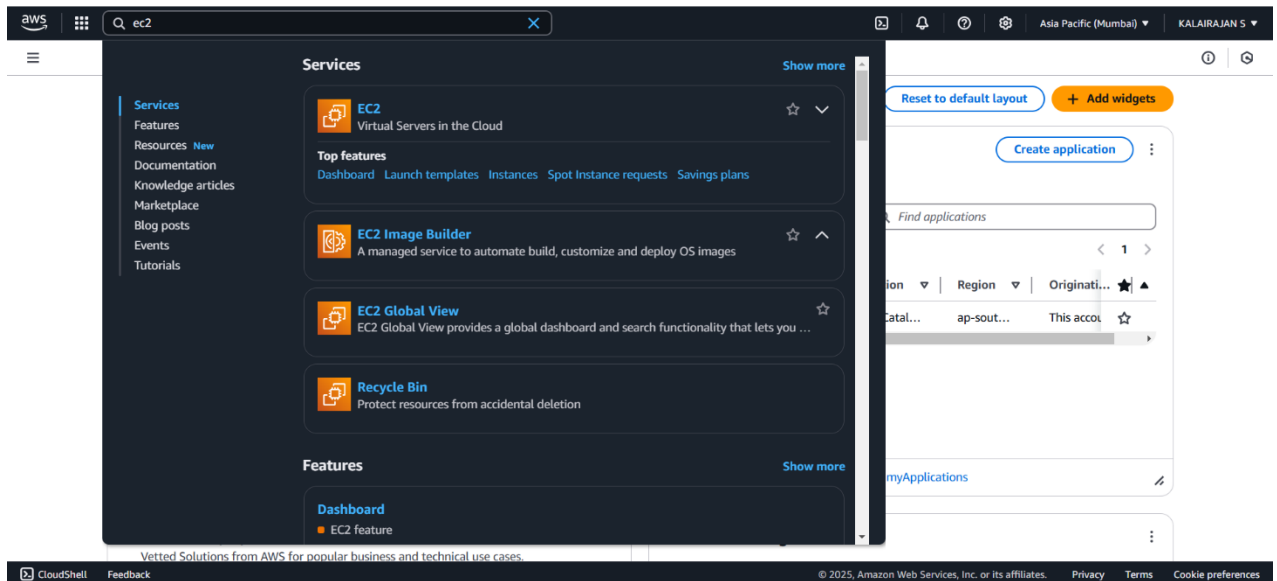 aws
ec2
Asia Pacific (Mumbai)
KALAIRAJAN S
Services
Features
Resources New
Documentation
Knowledge articles
Marketplace
Blog posts
Events
Tutorials
Services
Show more
EC2
Virtual Servers in the Cloud
Top features
Dashboard Launch templates Instances Spot Instance requests Savings plans
EC2 Image Builder
A managed service to automate build, customize and deploy OS images
EC2 Global View
EC2 Global View provides a global dashboard and search functionality that lets you ...
Recycle Bin
Protect resources from accidental deletion
Features
Show more
Dashboard
EC2 feature
Reset to default layout
+ Add widgets
Create application
Find applications
1
ion Region Originati...
Catal... ap-sout... This accou
myApplications
Vetted Solutions from AWS for popular business and technical use cases.
CloudShell Feedback
© 2025, Amazon Web Services, Inc. or its affiliates. Privacy Terms Cookie preferences